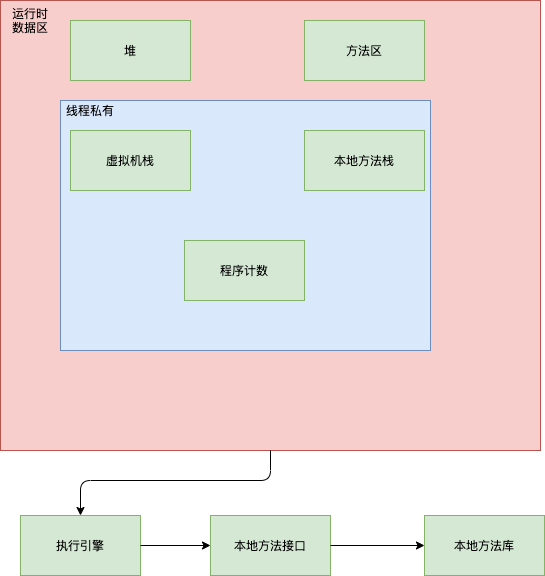 运行时
数据区
堆
方法区
线程私有
虚拟机栈
本地方法栈
程序计数
执行引擎
本地方法接口
本地方法库